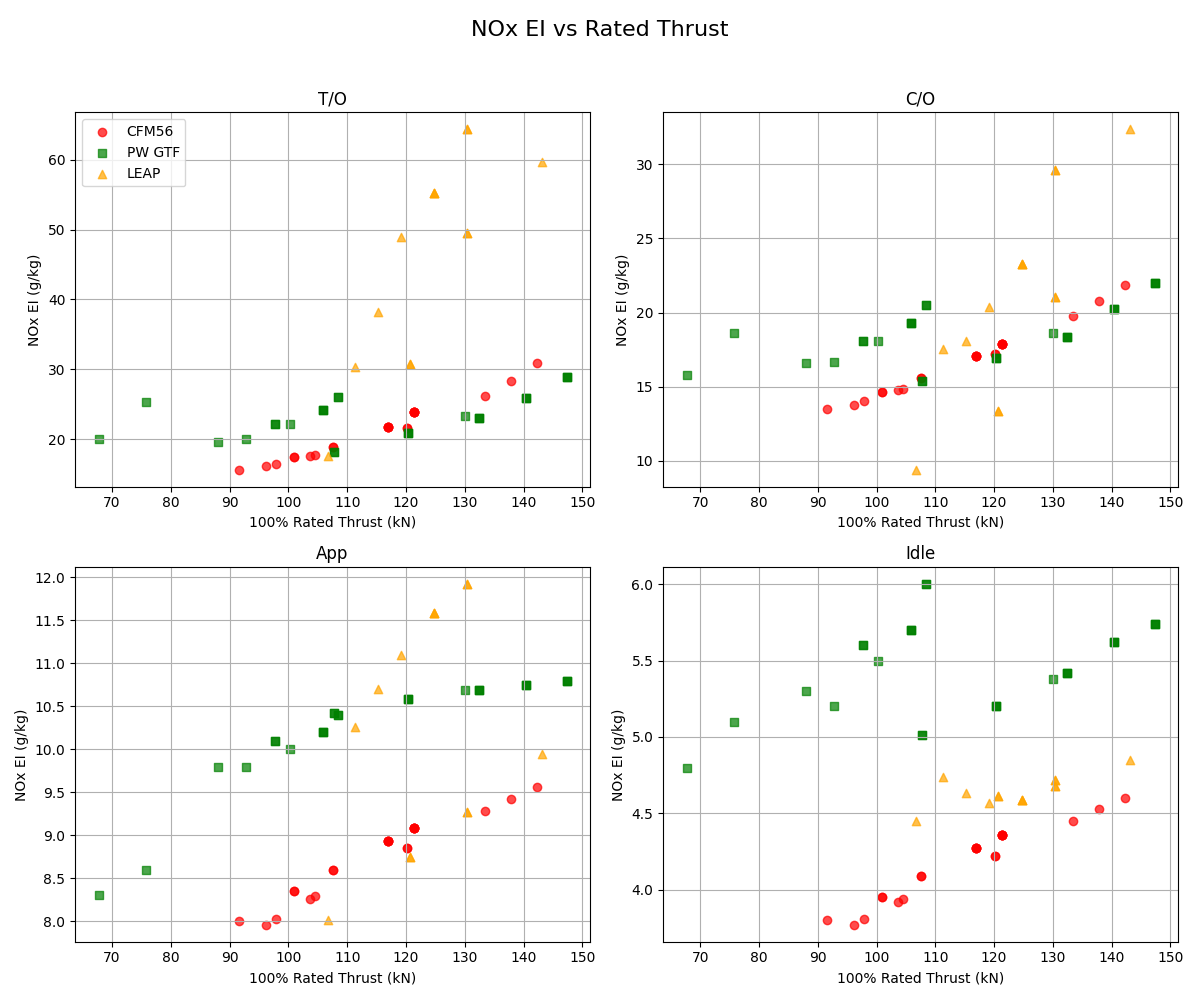 NOx EI vs Rated Thrust
T/O
NOx EI (g/kg)
60
50
40
30
20
CFM56
PW GTF
LEAP
70 80 90 100 110 120 130 140 150
100% Rated Thrust (kN)
C/O
NOx EI (g/kg)
30
25
20
15
10
70 80 90 100 110 120 130 140 150
100% Rated Thrust (kN)
App
NOx EI (g/kg)
12.0
11.5
11.0
10.5
10.0
9.5
9.0
8.5
8.0
70 80 90 100 110 120 130 140 150
100% Rated Thrust (kN)
Idle
NOx EI (g/kg)
6.0
5.5
5.0
4.5
4.0
70 80 90 100 110 120 130 140 150
100% Rated Thrust (kN)